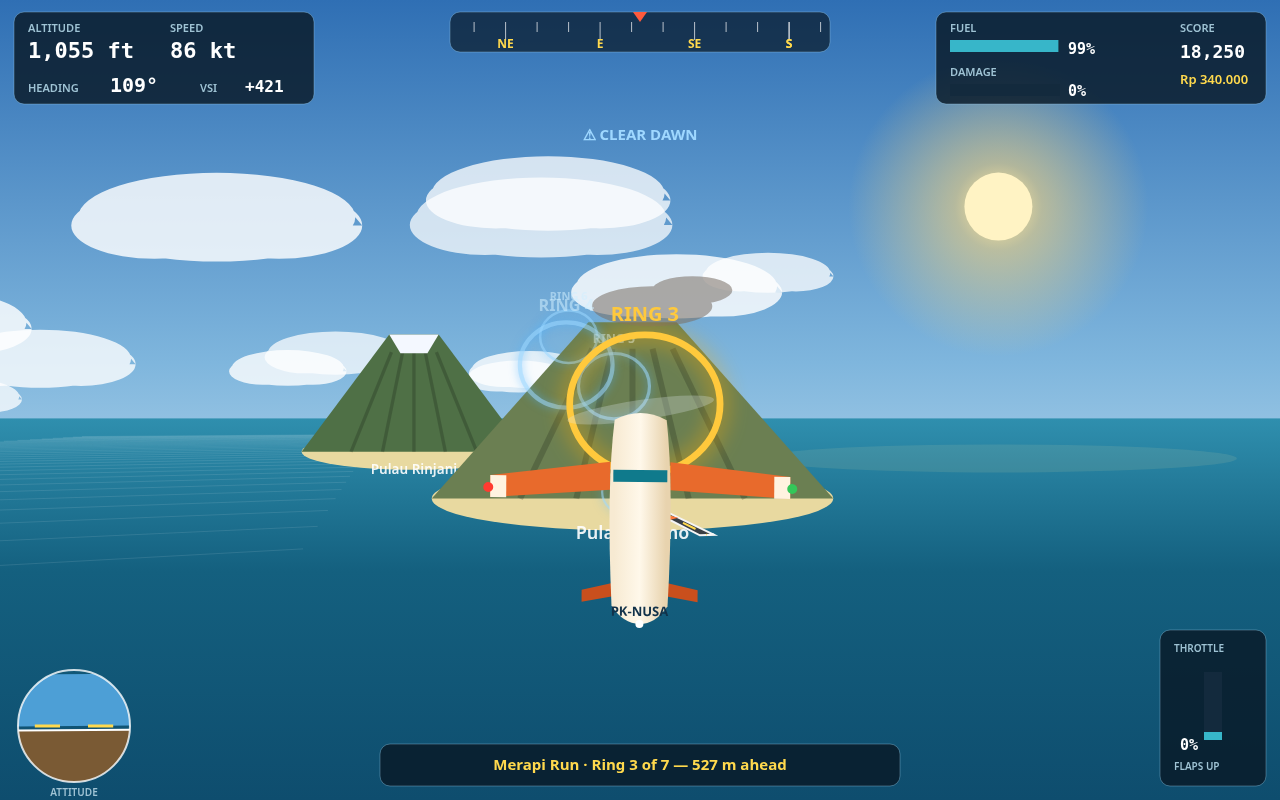 ALTITUDE SPEED
1,055 ft 86 kt
HEADING 109° VSI +421
NE E SE S
FUEL SCORE
99% 18,250
DAMAGE Rp 340.000
0%
⚠ CLEAR DAWN
RING
RING 3
Pulau Rinjani
PK-NUSA
THROTTLE
0%
FLAPS UP
Merapi Run · Ring 3 of 7 — 527 m ahead
ATTITUDE